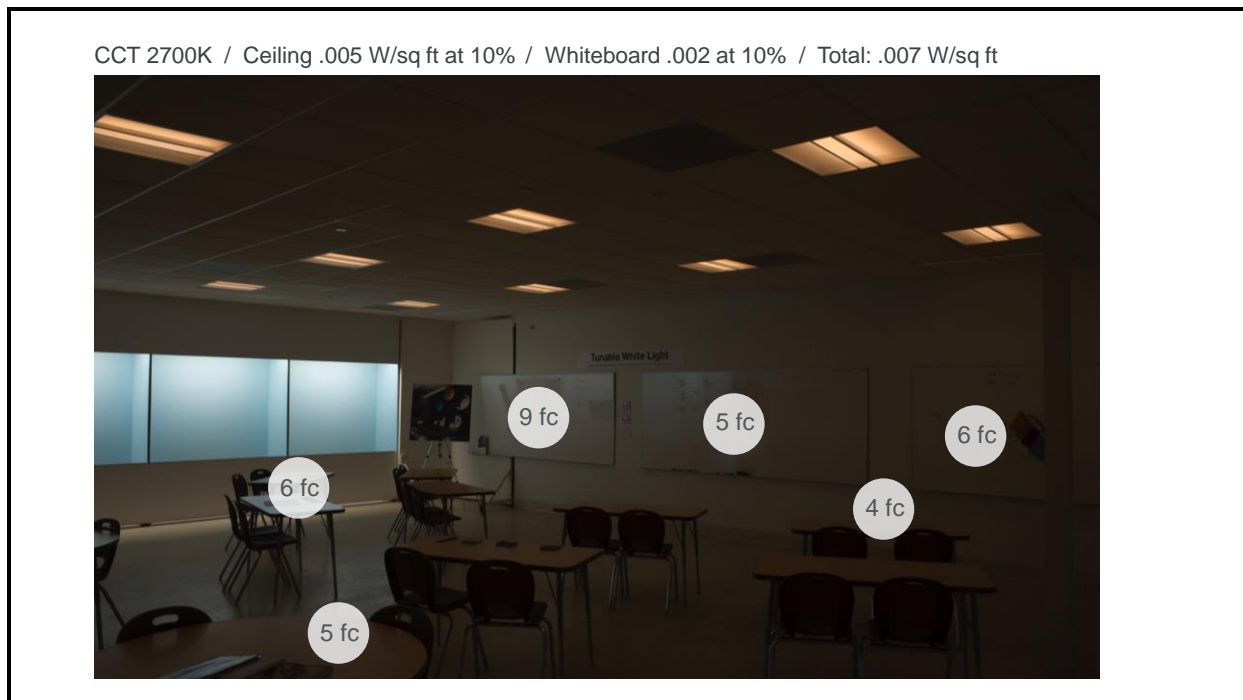 CCT 2700K / Ceiling .005 W/sq ft at 10% / Whiteboard .002 at 10% / Total: .007 W/sq ft
Tunable White Light
9 fc
5 fc
6 fc
6 fc
4 fc
5 fc